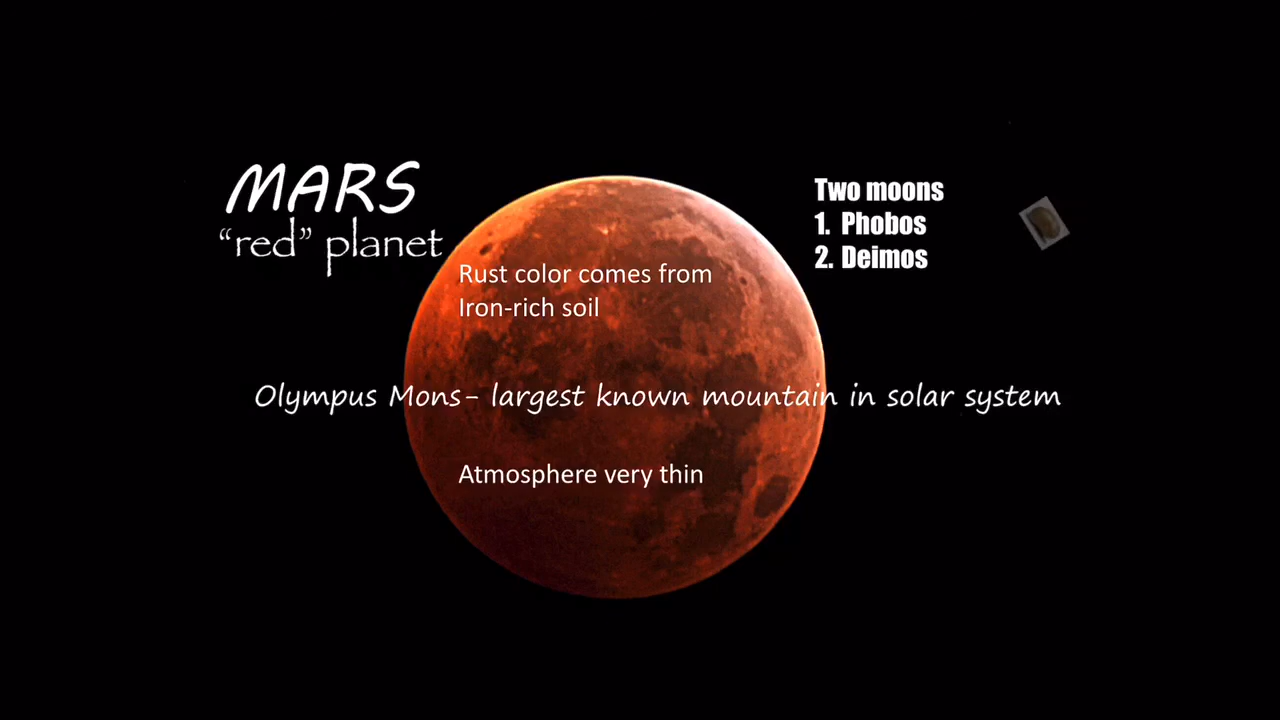 MARS
“red” planet
Two moons
1. Phobos
2. Deimos
Rust color comes from
Iron-rich soil
Olympus Mons- largest known mountain in solar system
Atmosphere very thin